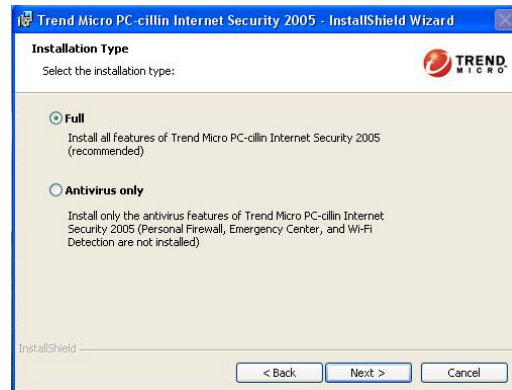 Trend Micro PC-cillin Internet Security 2005 - InstallShield Wizard
Installation Type
Select the installation type:
TREND
MICRO
Full
Install all features of Trend Micro PC-cillin Internet Security 2005
(recommended)
Antivirus only
Install only the antivirus features of Trend Micro PC-cillin Internet
Security 2005 (Personal Firewall, Emergency Center, and Wi-Fi
Detection are not installed)
InstallShield
< Back
Next >
Cancel